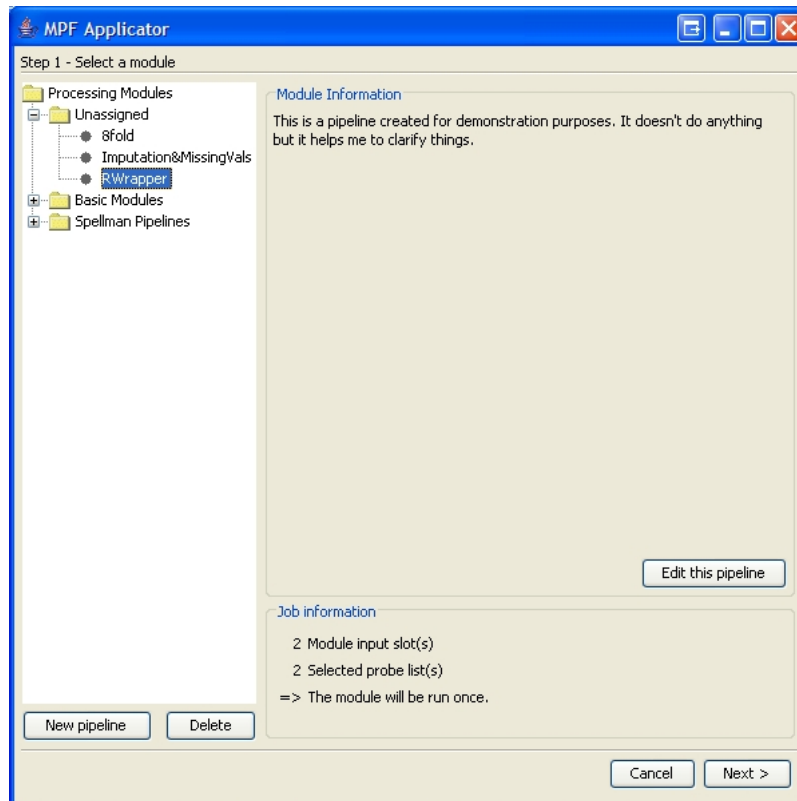 MPF Applicator
Step 1 - Select a module
Processing Modules
Unassigned
8fold
Imputation&MissingVals
RWrapper
Basic Modules
Spellman Pipelines
New pipeline
Delete
Module Information
This is a pipeline created for demonstration purposes. It doesn't do anything
but it helps me to clarify things.
Edit this pipeline
Job information
2 Module input slot(s)
2 Selected probe list(s)
=> The module will be run once.
Cancel
Next >